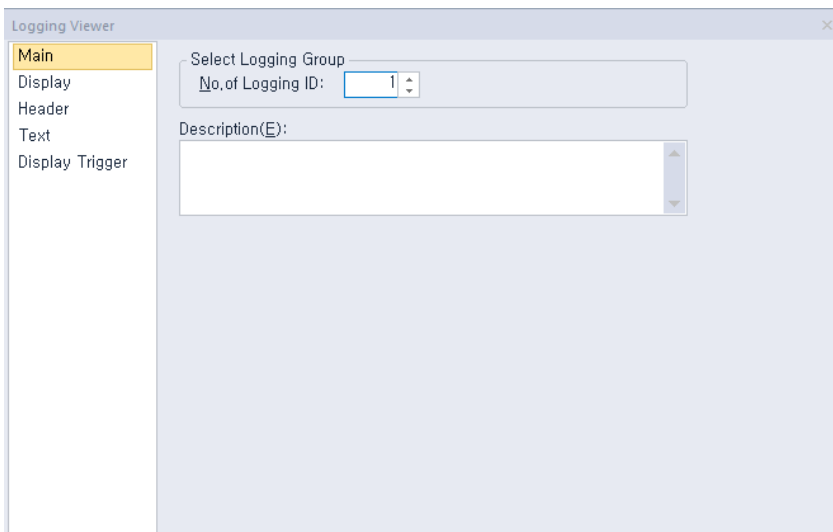 Logging Viewer
Main
Display
Header
Text
Display Trigger
Select Logging Group
No.of Logging ID: 1
Description(E):